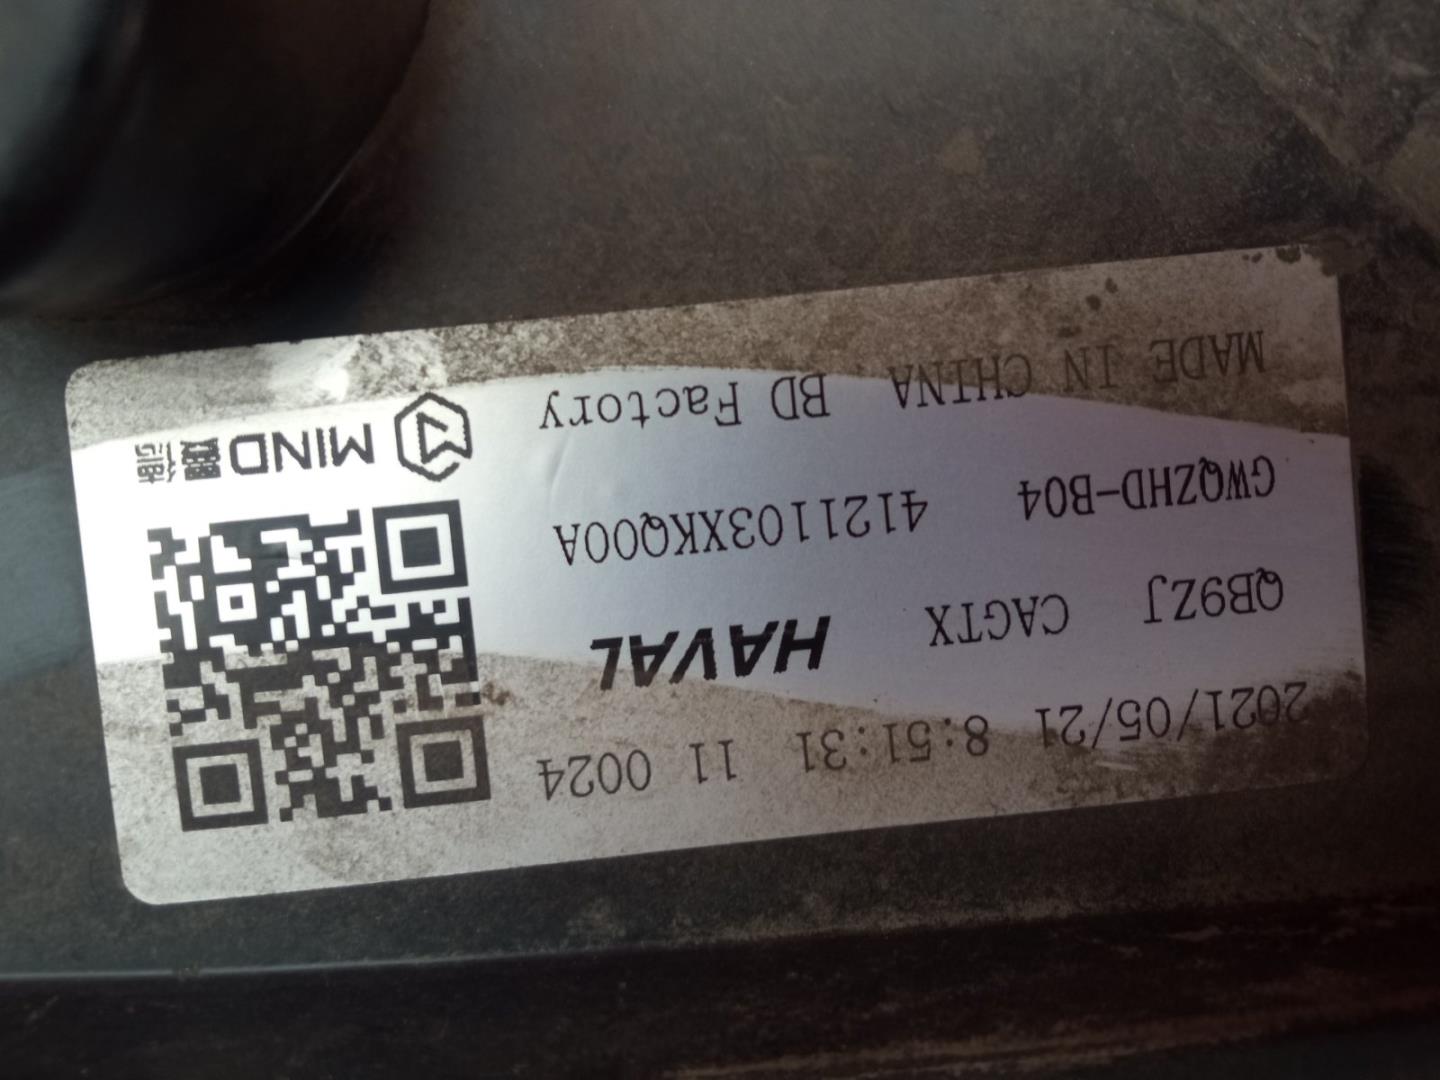 2021/05/21 8:51:31 11 0024
QB9ZJ CAGTX HAVAL
GWQZHD-B04 4121103XKQ00A
MADE IN CHINA BD Factory
MIND